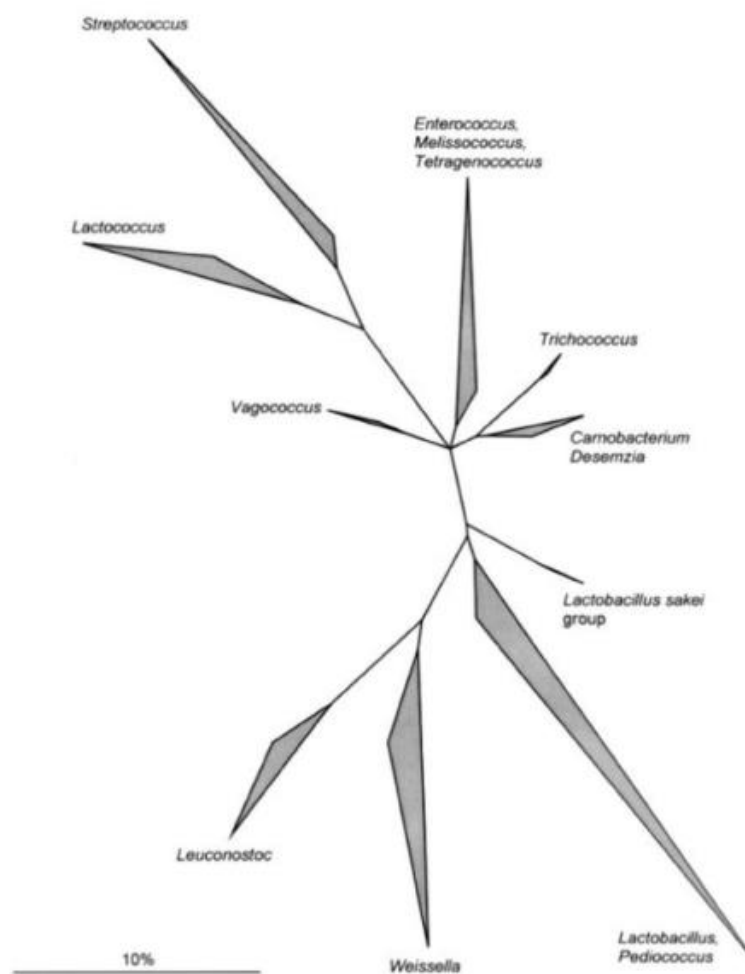 Streptococcus
Enterococcus,
Melissococcus,
Tetragenococcus
Lactococcus
Trichococcus
Vagococcus
Carnobacterium
Desemzia
Lactobacillus sakei
group
Leuconostoc
Lactobacillus,
Pediococcus
10%
Weissella